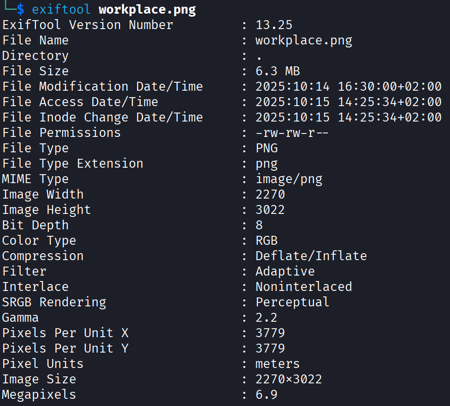 └─$ exiftool workplace.png
ExifTool Version Number : 13.25
File Name : workplace.png
Directory : .
File Size : 6.3 MB
File Modification Date/Time : 2025:10:14 16:30:00+02:00
File Access Date/Time : 2025:10:15 14:25:34+02:00
File Inode Change Date/Time : 2025:10:15 14:25:34+02:00
File Permissions : -rw-rw-r--
File Type : PNG
File Type Extension : png
MIME Type : image/png
Image Width : 2270
Image Height : 3022
Bit Depth : 8
Color Type : RGB
Compression : Deflate/Inflate
Filter : Adaptive
Interlace : Noninterlaced
SRGB Rendering : Perceptual
Gamma : 2.2
Pixels Per Unit X : 3779
Pixels Per Unit Y : 3779
Pixel Units : meters
Image Size : 2270×3022
Megapixels : 6.9